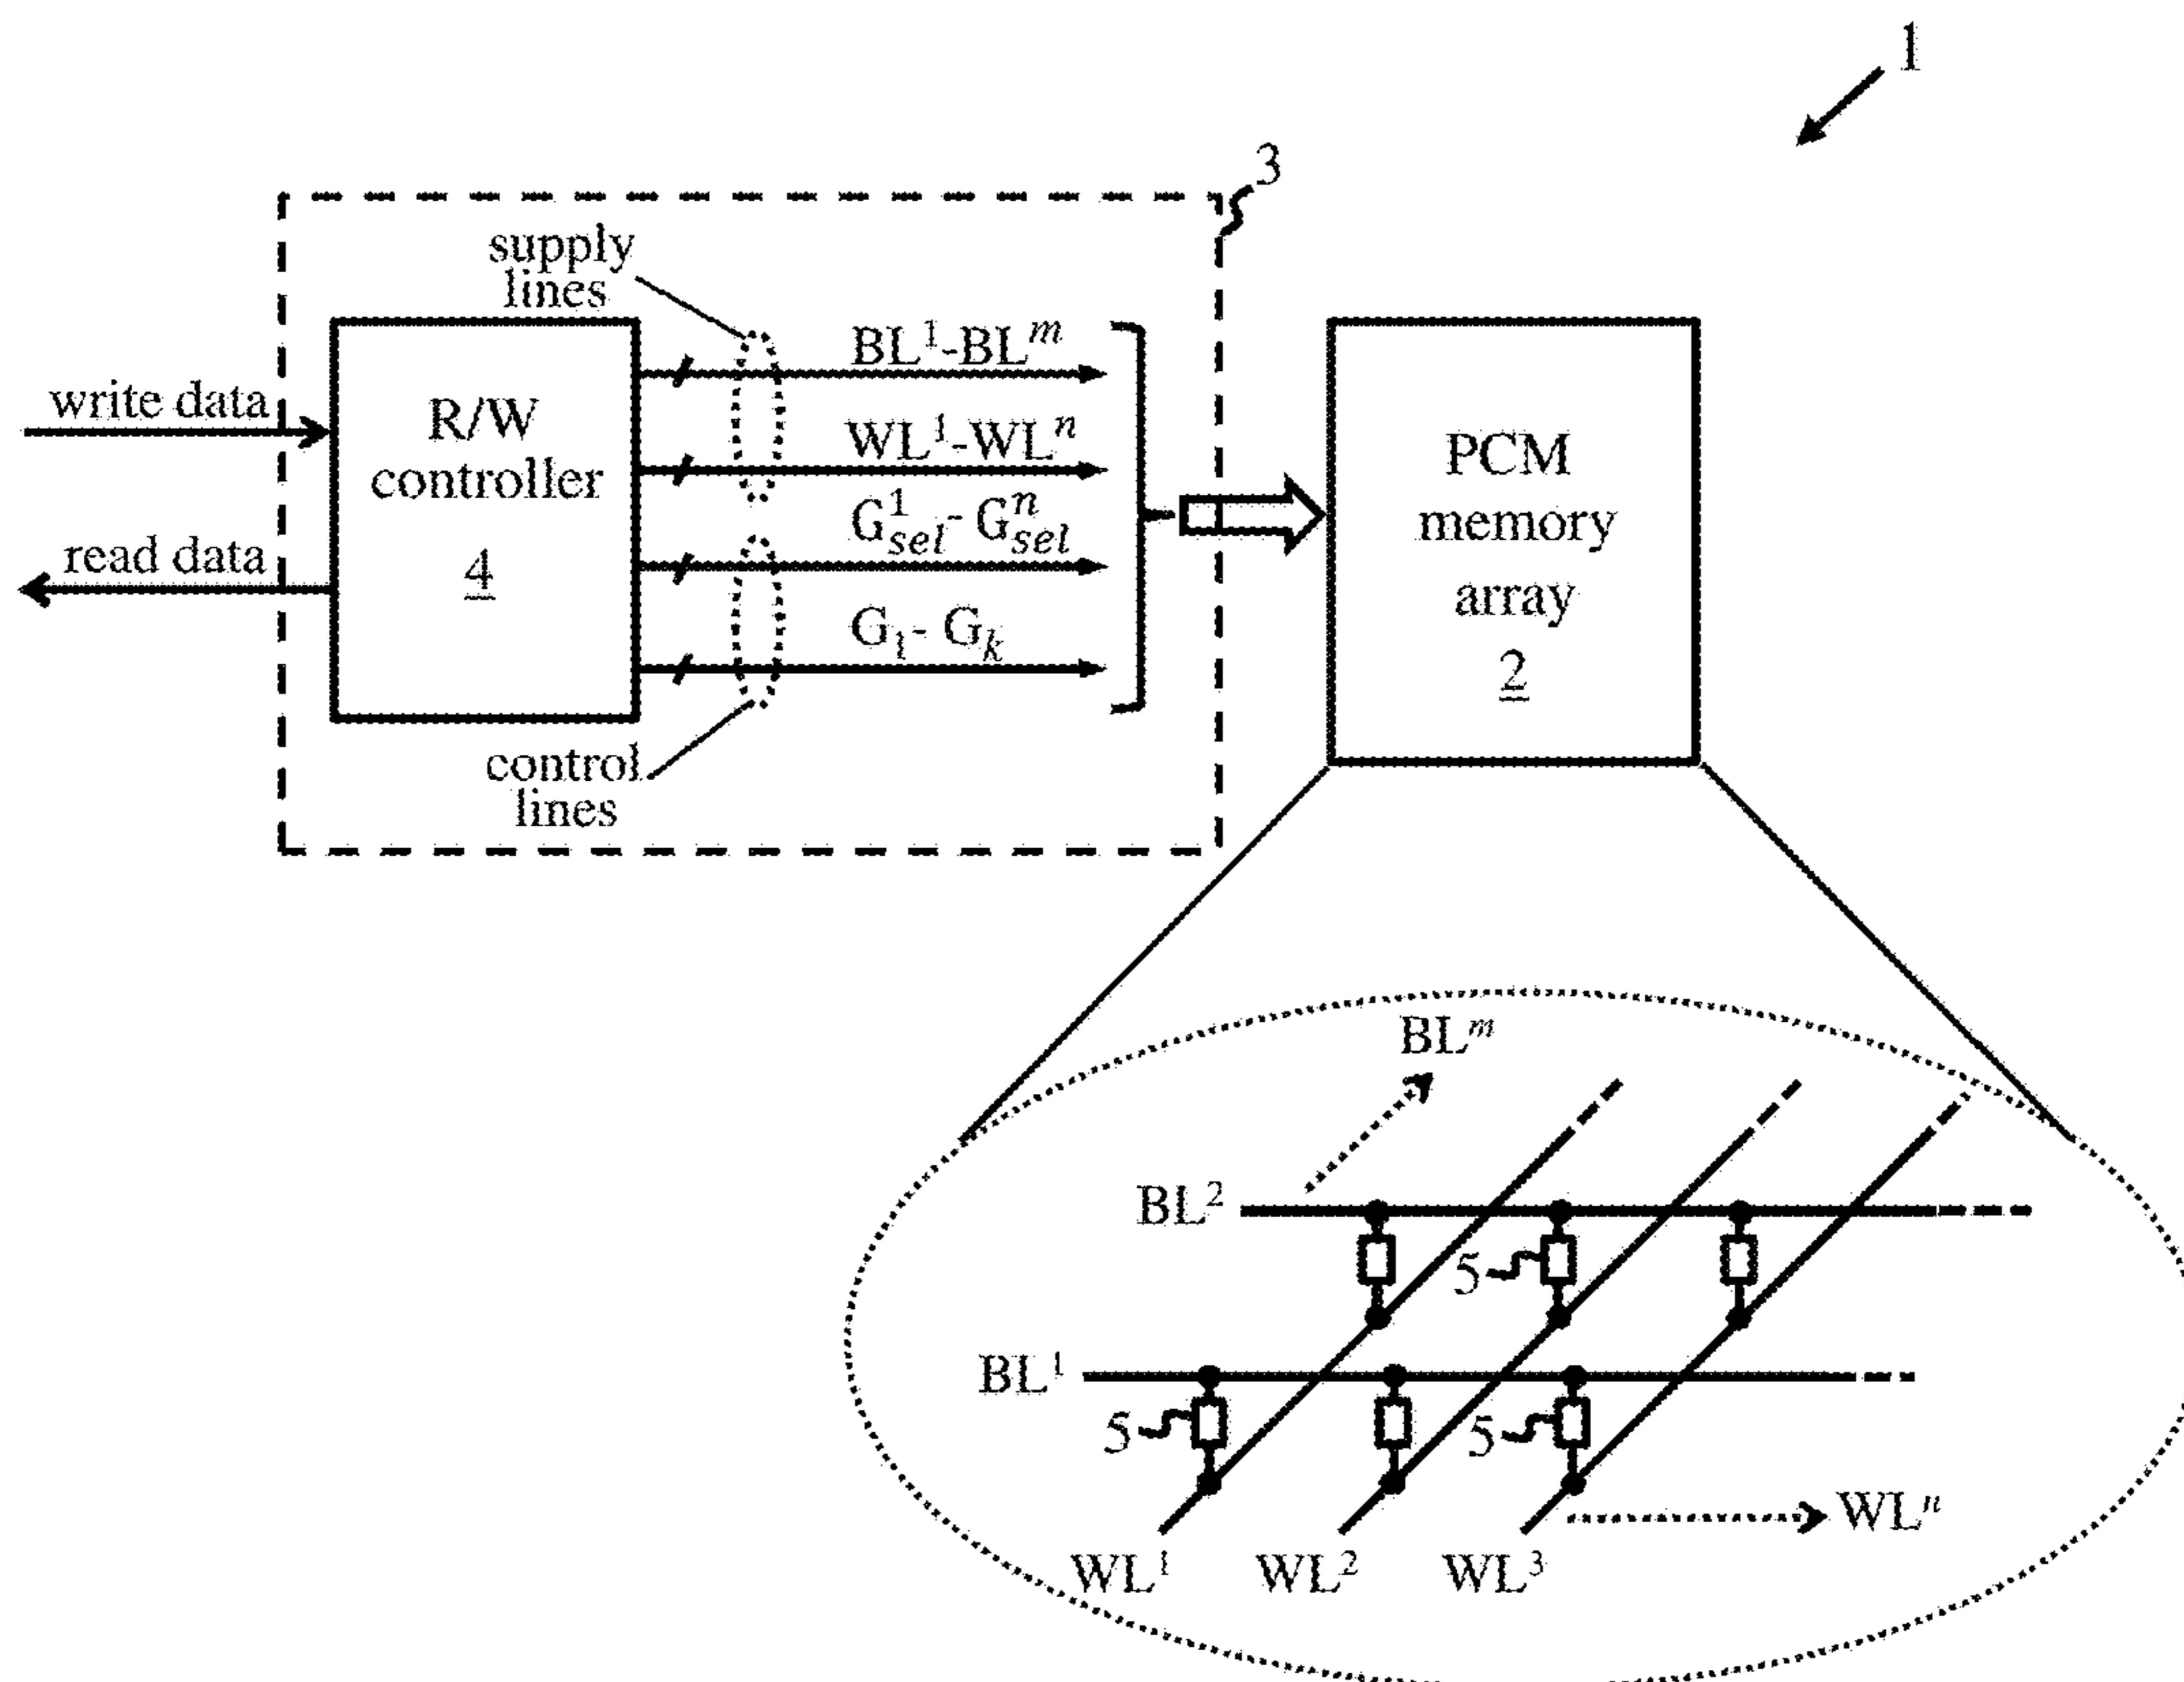 1
3
supply
lines
BL¹-BLᵐ
write data
R/W
controller
4
WL¹-WLⁿ
G¹sel - Gⁿsel
read data
G₁- Gₖ
control
lines
PCM
memory
array
2
BLᵐ
BL²
5
BL¹
5
5
WLⁿ
WL¹
WL²
WL³